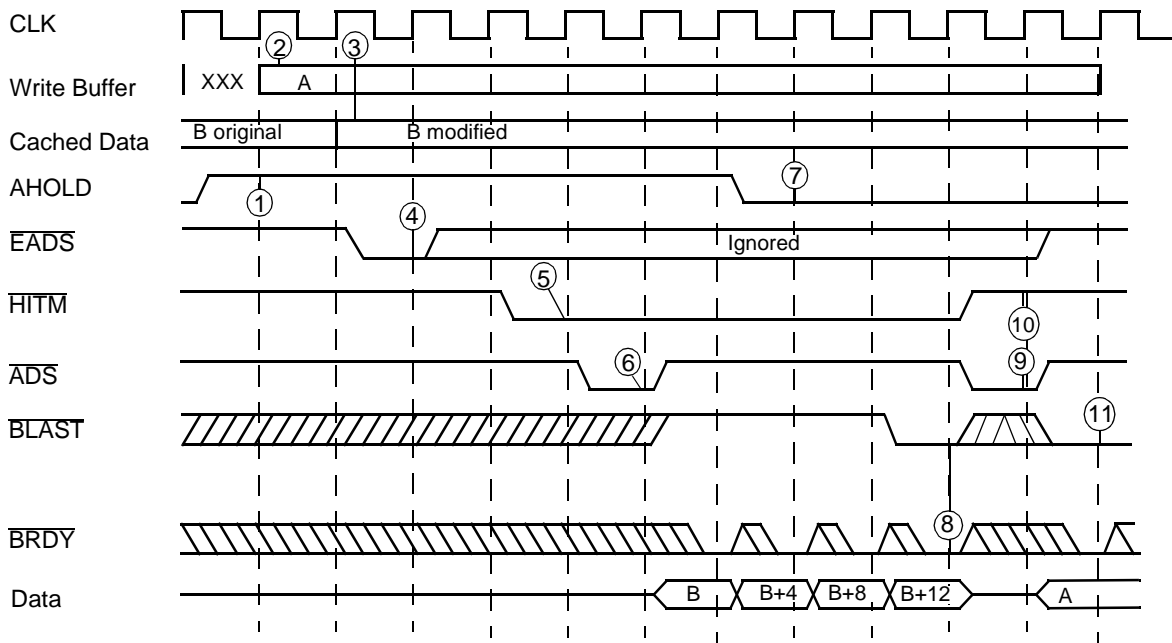 CLK
2
3
Write Buffer
XXX
A
Cached Data
B original
B modified
AHOLD
1
4
7
EADS
Ignored
HITM
5
10
ADS
6
9
BLAST
11
BRDY
8
Data
B
B+4
B+8
B+12
A